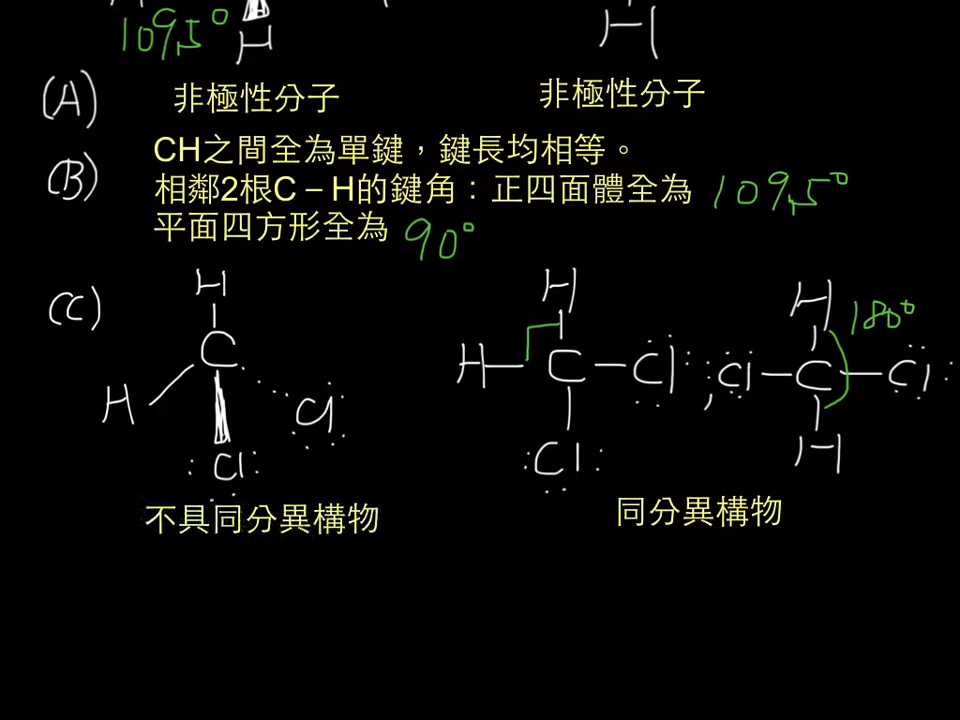 109.5° H H
(A) 非極性分子 非極性分子
(B) CH之間全為單鍵，鍵長均相等。
相鄰2根C – H的鍵角：正四面體全為 109.5°
平面四方形全為 90°
(C) H H H 180°
C H C Cl Cl C Cl
H Cl
Cl Cl H
不具同分異構物 同分異構物